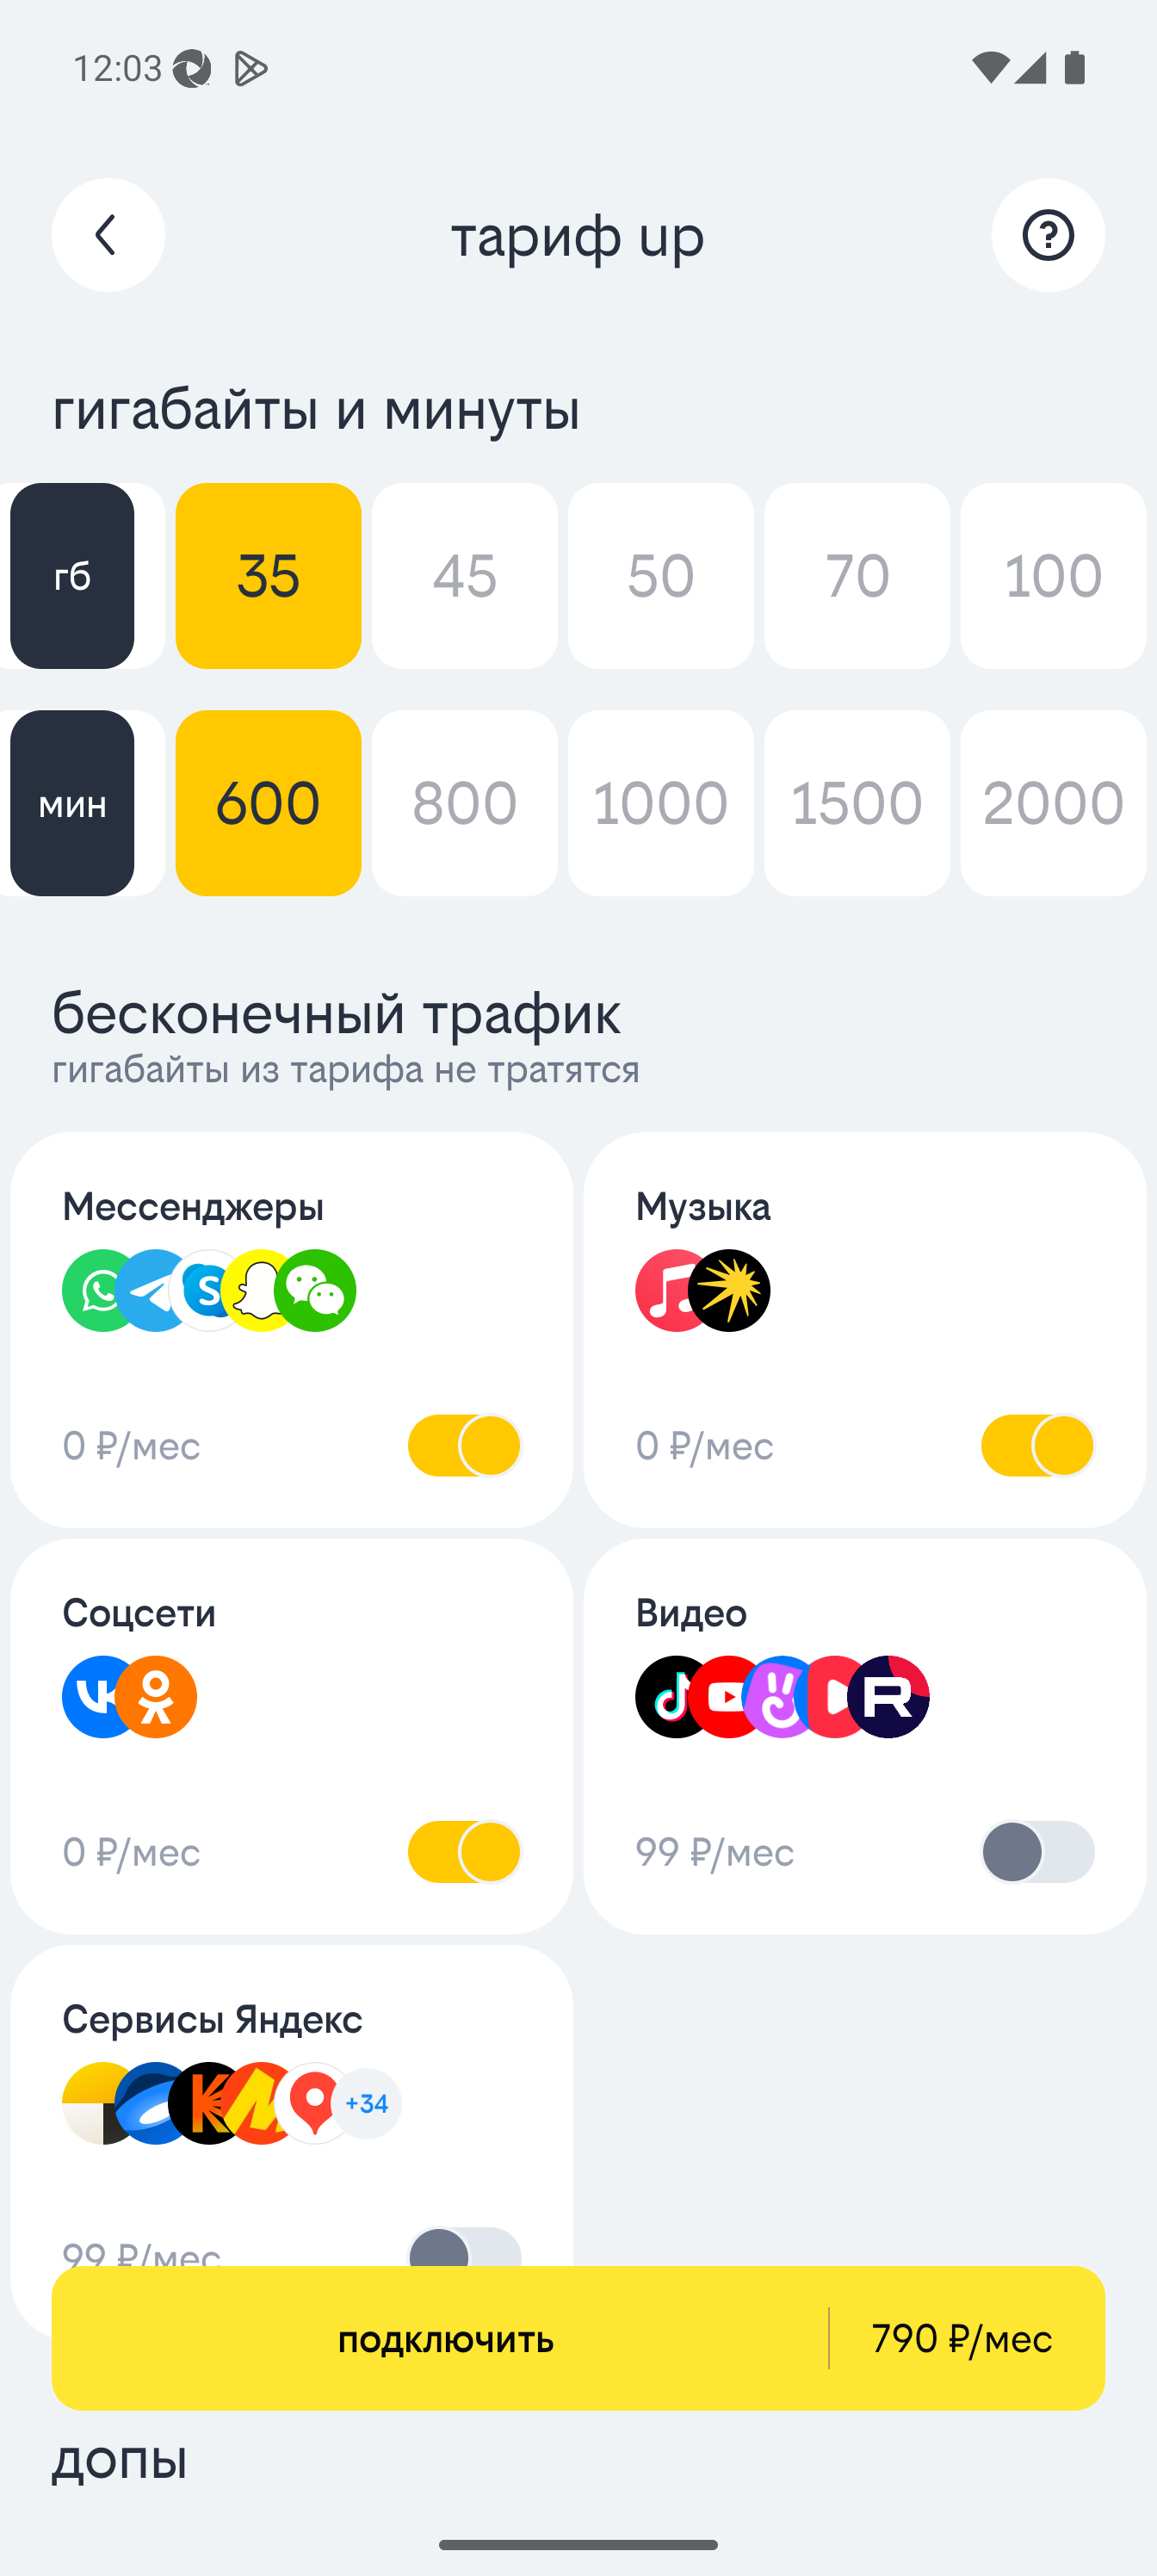 12:03
тариф up
гигабайты и минуты
гб 35 45 50 70 100
мин 600 800 1000 1500 2000
бесконечный трафик
гигабайты из тарифа не тратятся
Мессенджеры
0 ₽/мес
Музыка
0 ₽/мес
Соцсети
0 ₽/мес
Видео
99 ₽/мес
Сервисы Яндекс
+34
99 ₽/мес
подключить 790 ₽/мес
допы